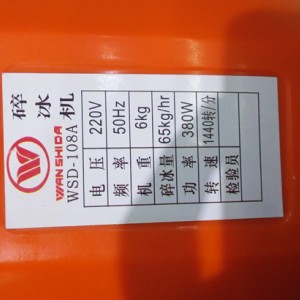 碎冰机
WANSHIDA
WSD-108A
电压 220V
频率 50Hz
机重 6kg
碎冰量 65kg/hr
功率 380W
转速 1440转/分
检验员